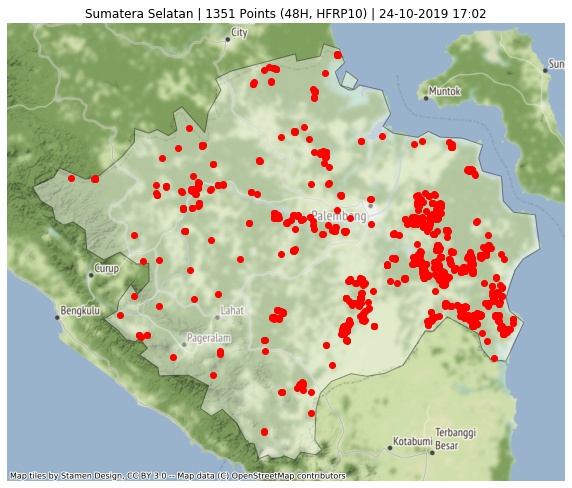 Sumatera Selatan | 1351 Points (48H, HFRP10) | 24-10-2019 17:02
City
Muntok
Palembang
Curup
Bengkulu
Lahat
Pageralam
Kotabumi
Terbanggi
Besar
Map tiles by Stamen Design, CC BY 3.0 -- Map data (C) OpenStreetMap contributors